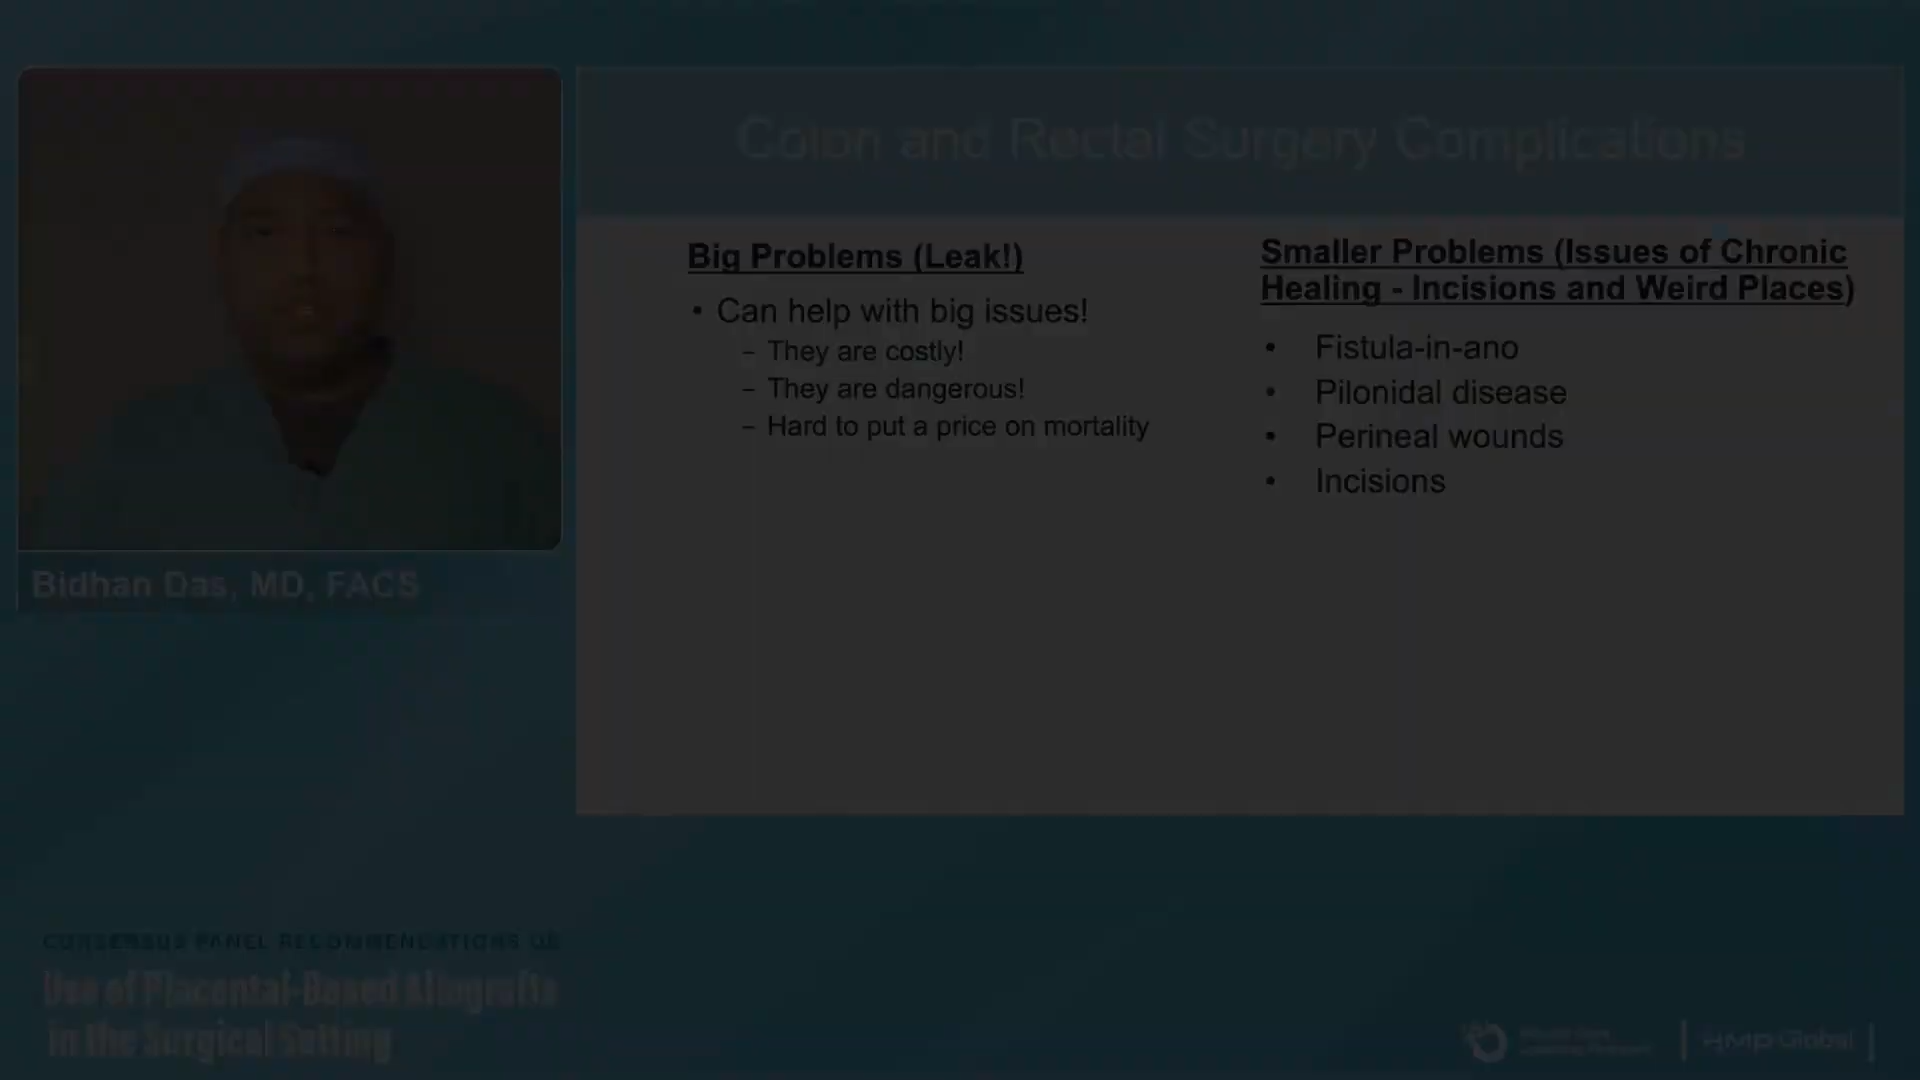 Colon and Rectal Surgery Complications
Big Problems (Leak!)
• Can help with big issues!
– They are costly!
– They are dangerous!
– Hard to put a price on mortality
Smaller Problems (Issues of Chronic
Healing - Incisions and Weird Places)
• Fistula-in-ano
• Pilonidal disease
• Perineal wounds
• Incisions
Bidhan Das, MD, FACS
CONSENSUS PANEL RECOMMENDATIONS ON
Use of Placental-Based Allografts
in the Surgical Setting
HMP Global